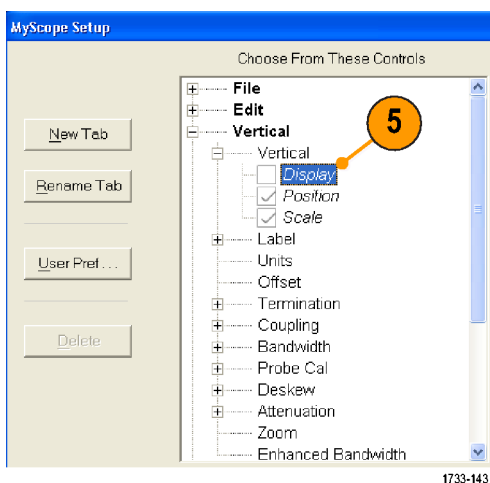 MyScope Setup
Choose From These Controls
File
Edit
Vertical
5
Vertical
Display
Position
Scale
Label
Units
Offset
Termination
Coupling
Bandwidth
Probe Cal
Deskew
Attenuation
Zoom
Enhanced Bandwidth
New Tab
Rename Tab
User Pref...
Delete
1733-143